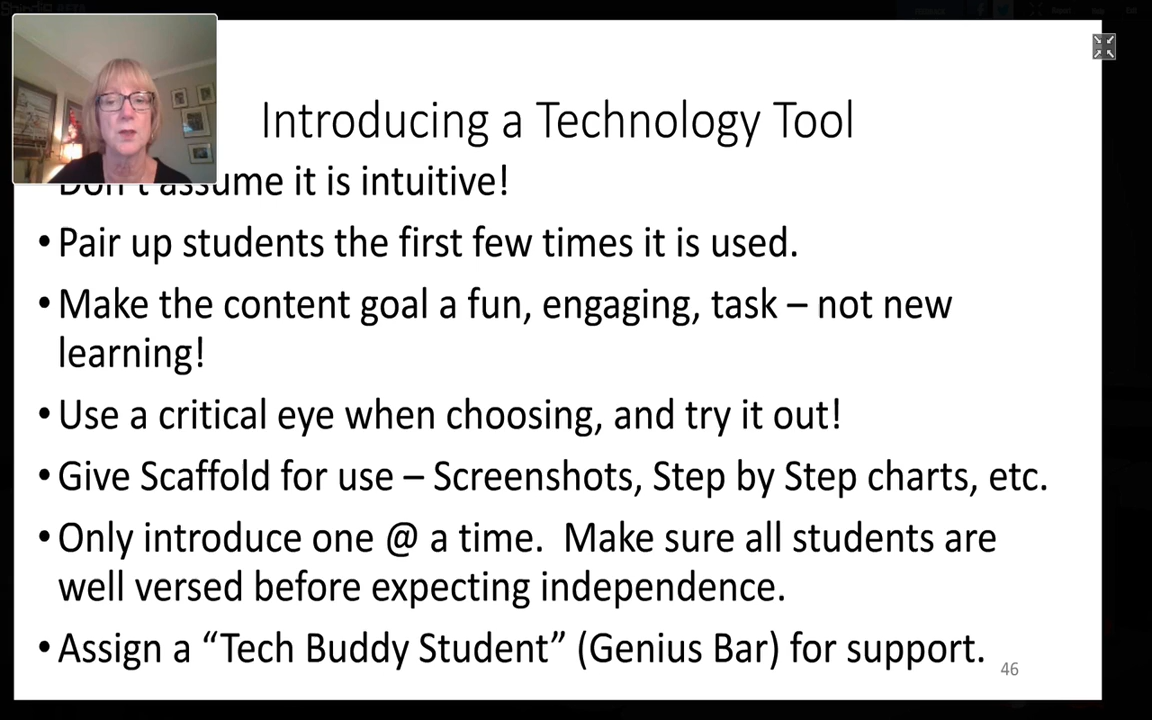 Introducing a Technology Tool
Don't assume it is intuitive!
• Pair up students the first few times it is used.
• Make the content goal a fun, engaging, task – not new
learning!
• Use a critical eye when choosing, and try it out!
• Give Scaffold for use – Screenshots, Step by Step charts, etc.
• Only introduce one @ a time.  Make sure all students are
well versed before expecting independence.
• Assign a “Tech Buddy Student” (Genius Bar) for support.
46